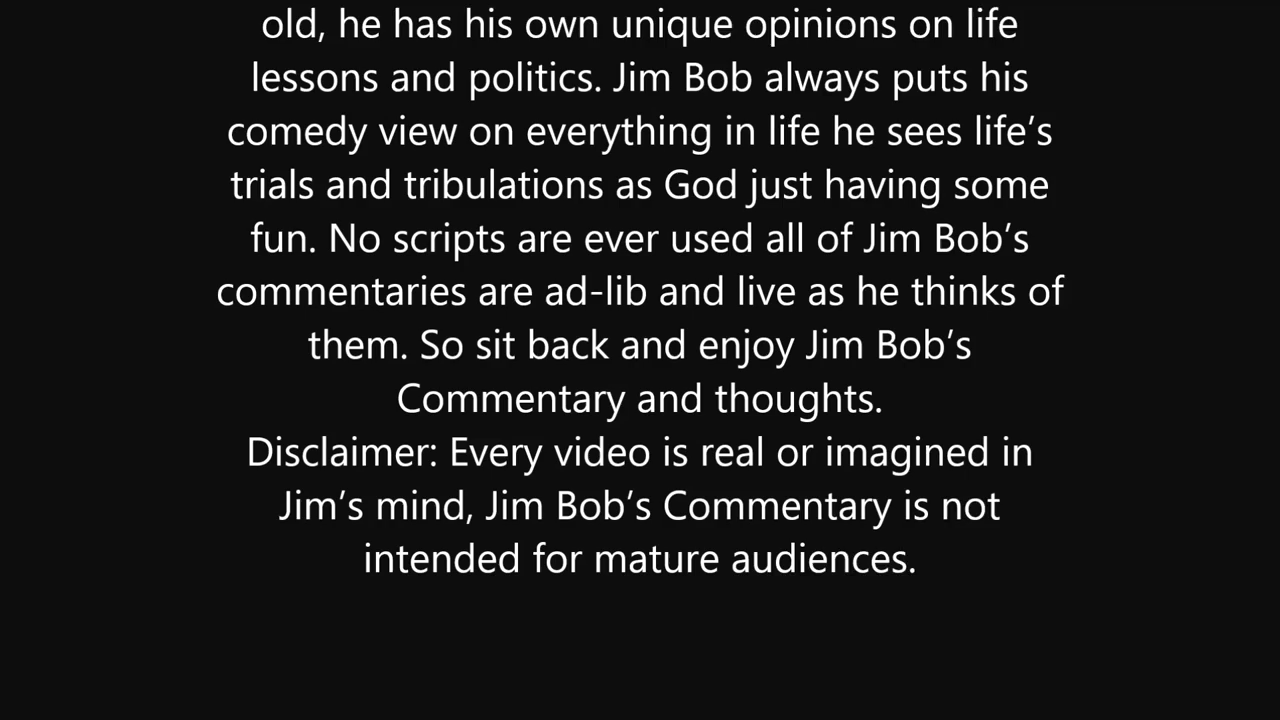 old, he has his own unique opinions on life
lessons and politics. Jim Bob always puts his
comedy view on everything in life he sees life’s
trials and tribulations as God just having some
fun. No scripts are ever used all of Jim Bob’s
commentaries are ad-lib and live as he thinks of
them. So sit back and enjoy Jim Bob’s
Commentary and thoughts.
Disclaimer: Every video is real or imagined in
Jim’s mind, Jim Bob’s Commentary is not
intended for mature audiences.